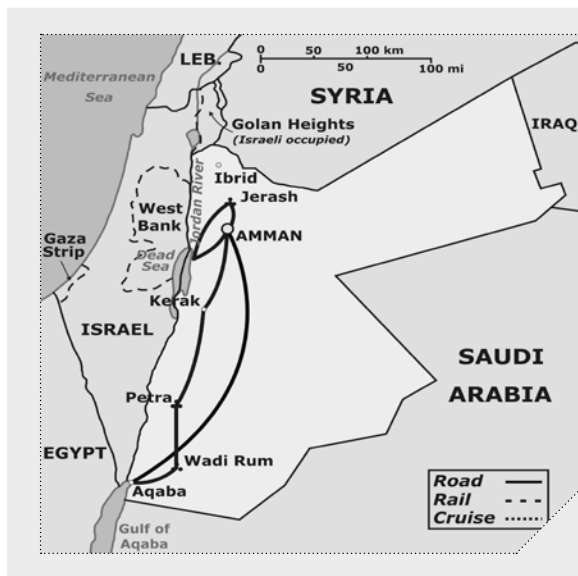 LEB.
0 50 100 km
0 50 100 mi
Mediterranean
Sea
SYRIA
Golan Heights
(Israeli occupied)
IRAQ
Ibrid
Jerash
Jordan River
West
Bank
AMMAN
Gaza
Strip
Dead
Sea
Kerak
ISRAEL
SAUDI
ARABIA
Petra
EGYPT
Wadi Rum
Aqaba
Road
Rail
Cruise
Gulf of
Aqaba